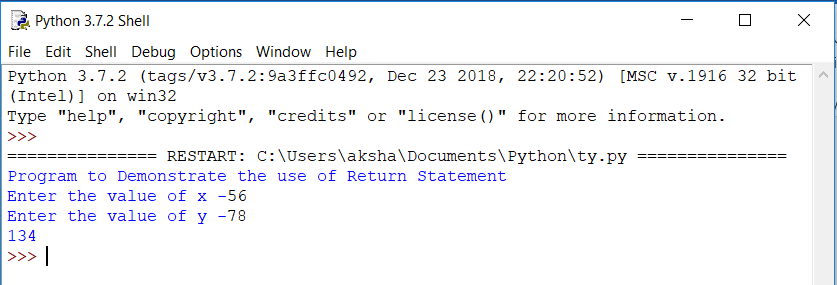 Python 3.7.2 Shell
File Edit Shell Debug Options Window Help
Python 3.7.2 (tags/v3.7.2:9a3ffc0492, Dec 23 2018, 22:20:52) [MSC v.1916 32 bit
(Intel)] on win32
Type "help", "copyright", "credits" or "license()" for more information.
>>>
=============== RESTART: C:\Users\aksha\Documents\Python\ty.py ===============
Program to Demonstrate the use of Return Statement
Enter the value of x -56
Enter the value of y -78
134
>>>